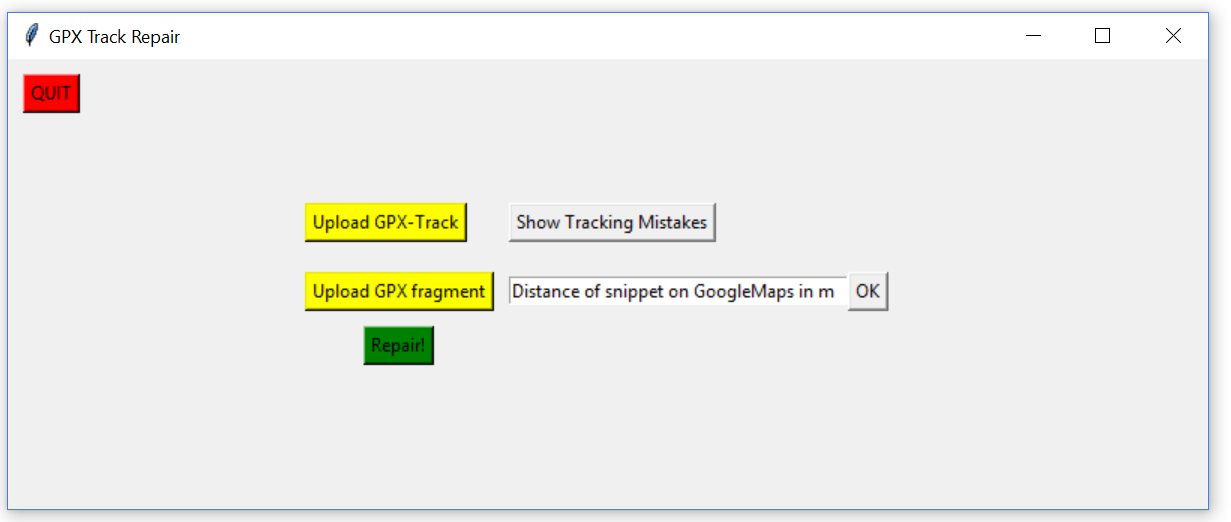 GPX Track Repair
QUIT
Upload GPX-Track
Show Tracking Mistakes
Upload GPX fragment
Distance of snippet on GoogleMaps in m
OK
Repair!